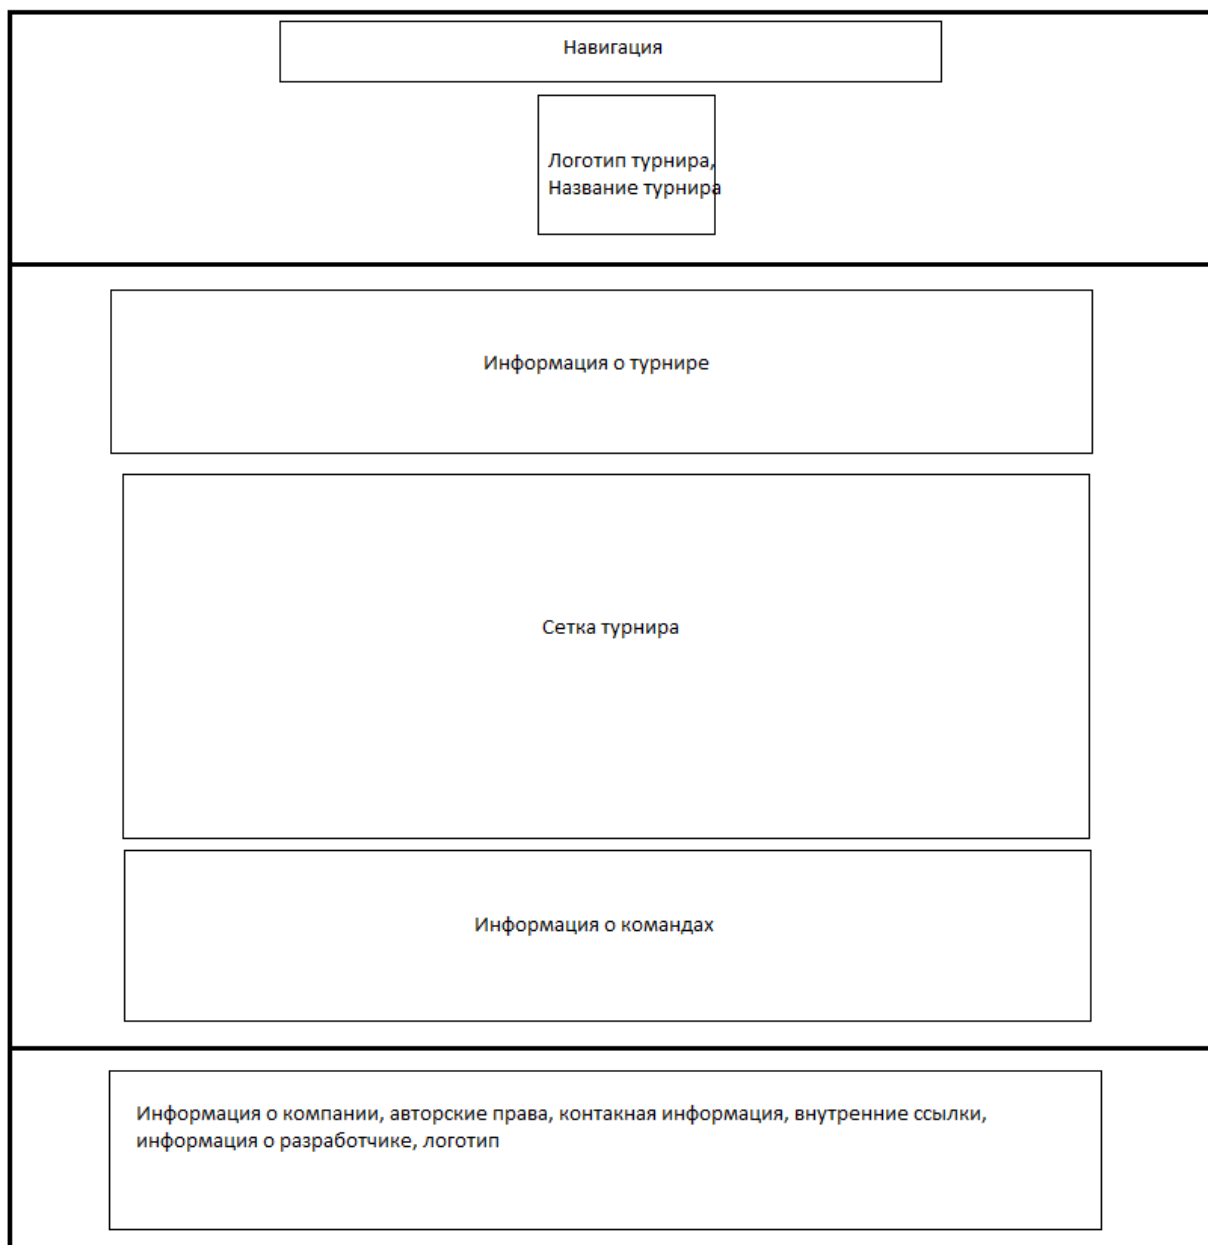 Навигация
Логотип турнира,
Название турнира
Информация о турнире
Сетка турнира
Информация о командах
Информация о компании, авторские права, контакная информация, внутренние ссылки,
информация о разработчике, логотип